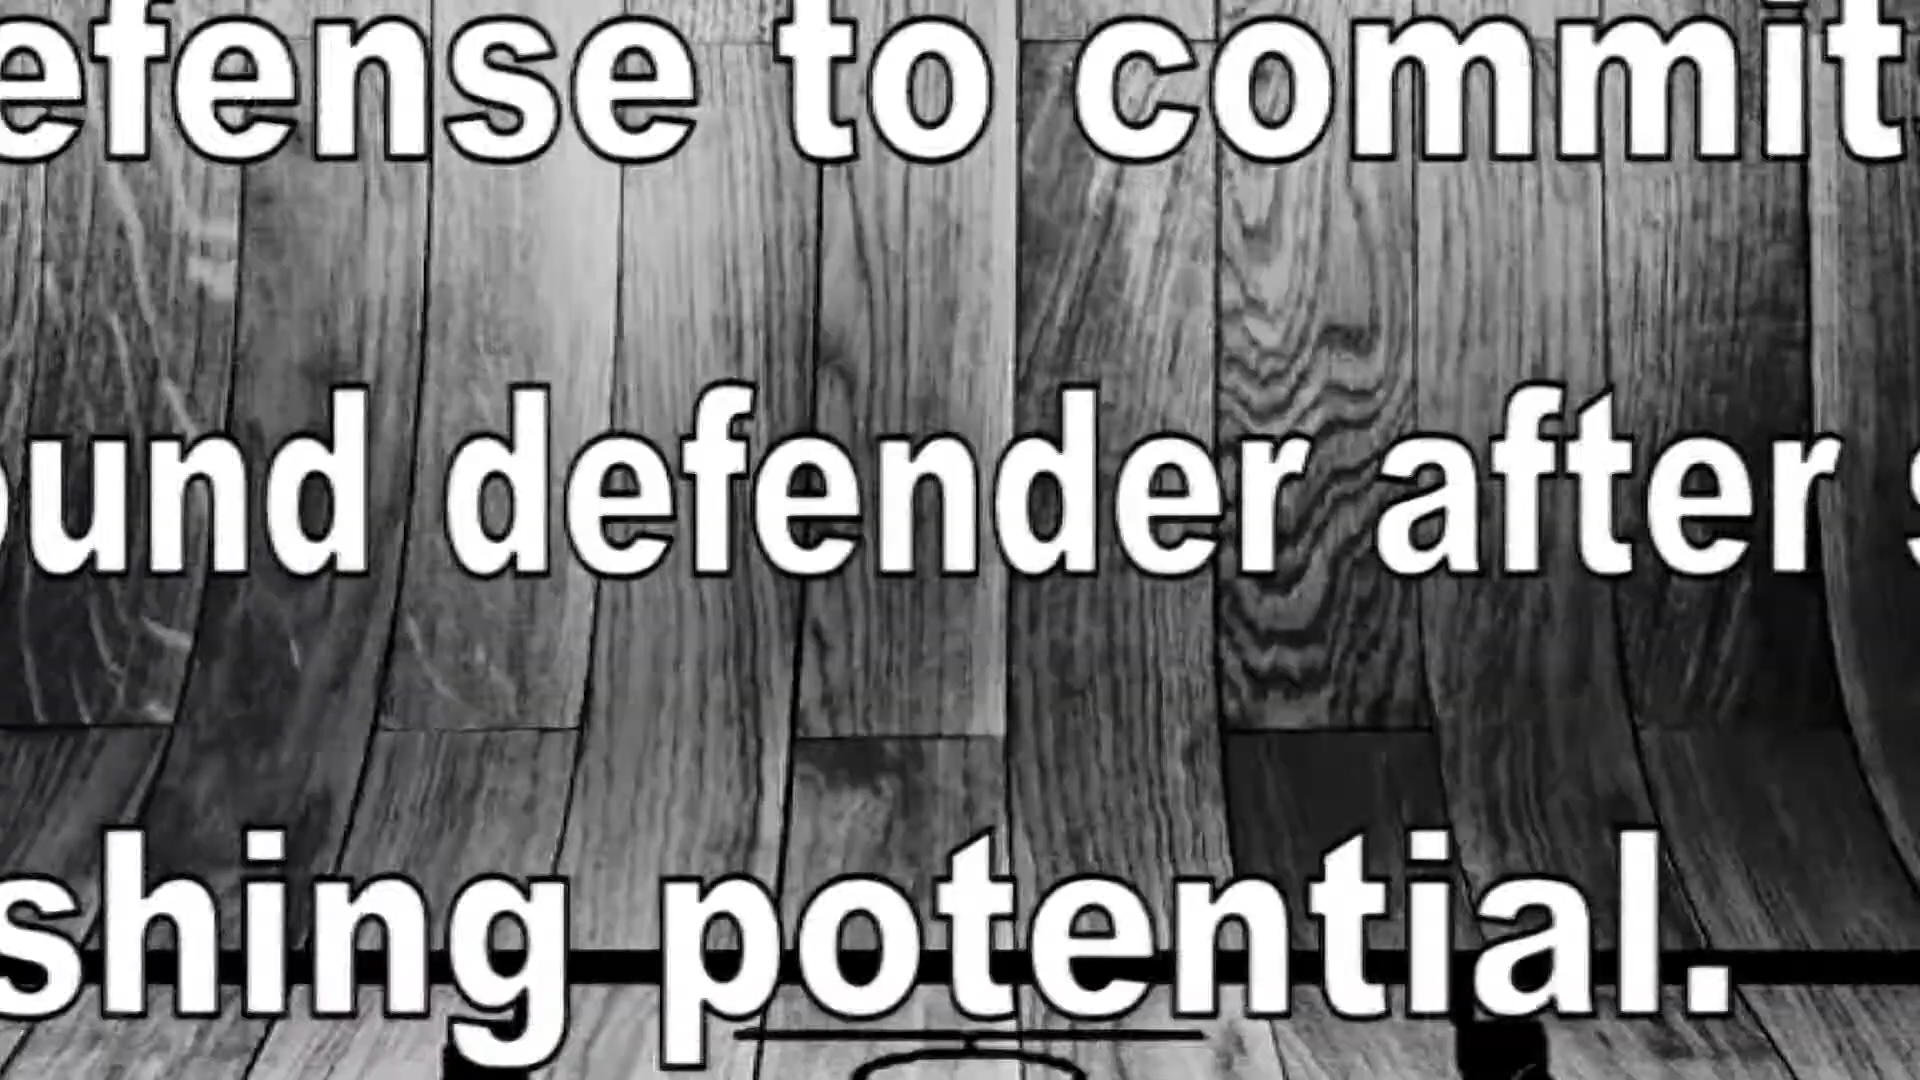 efense to commit
ound defender after s
shing potential.